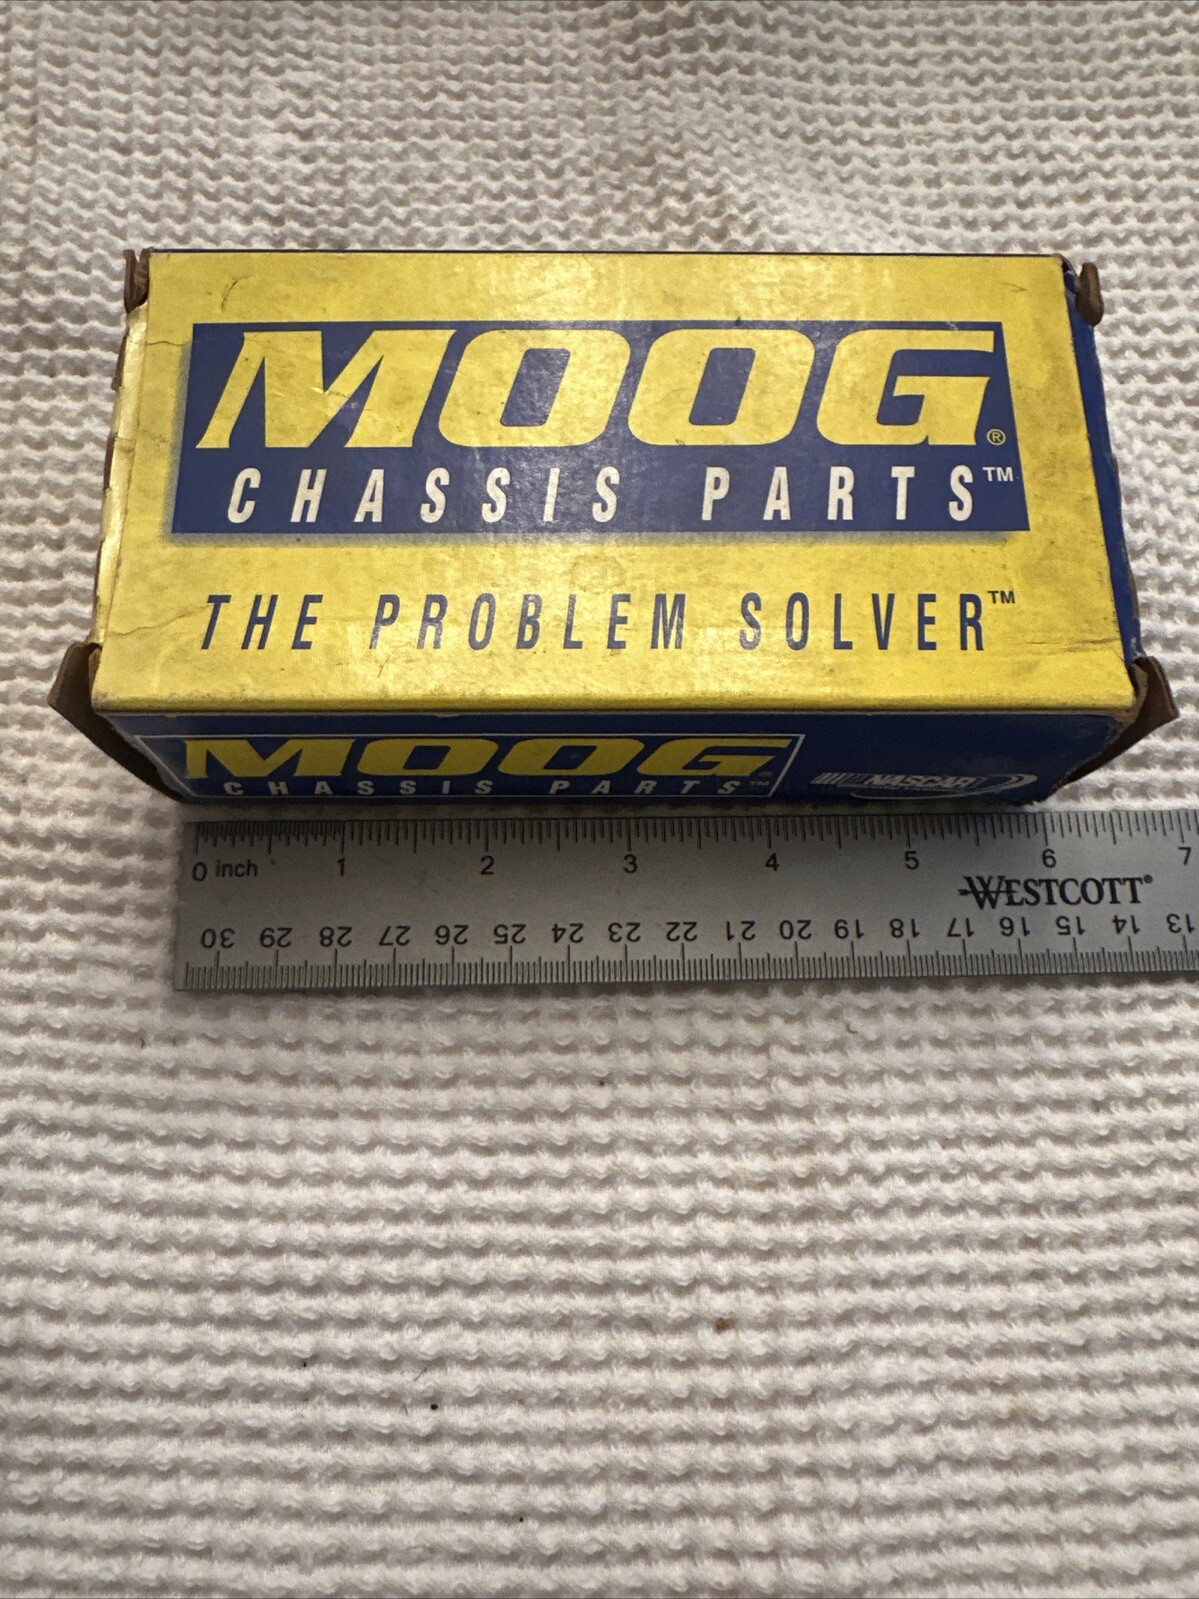 MOOG®
CHASSIS PARTS™
THE PROBLEM SOLVER™
MOOG®
CHASSIS PARTS™
NASCAR
0 inch 1 2 3 4 5 6 7
WESTCOTT®
30 29 28 27 26 25 24 23 22 21 20 19 18 17 16 15 14 13